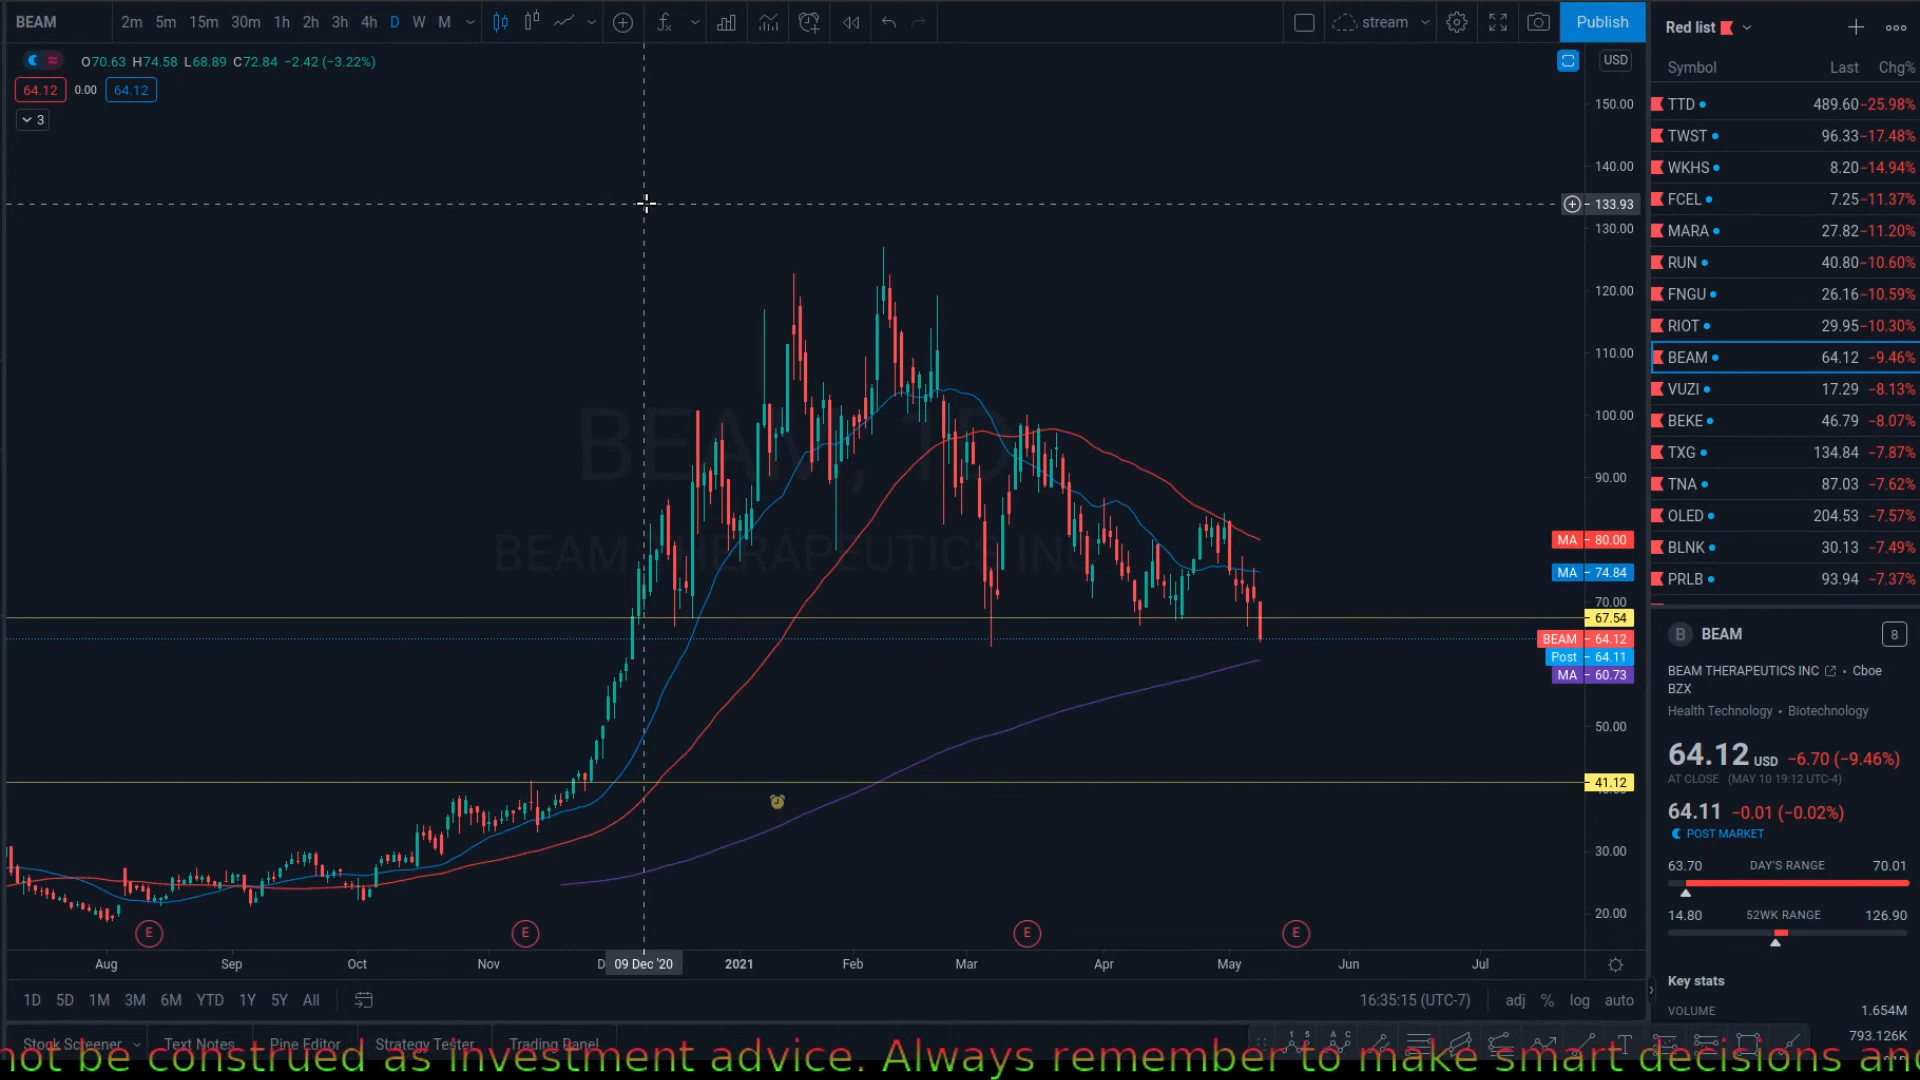 BEAM 2m 5m 15m 30m 1h 2h 3h 4h D W M stream Publish
O70.63 H74.58 L68.89 C72.84 −2.42 (−3.22%) USD
64.12 0.00 64.12
3
150.00
140.00
133.93
130.00
120.00
110.00
100.00
90.00
MA 80.00
MA 74.84
70.00
67.54
BEAM 64.12
Post 64.11
MA 60.73
50.00
41.12
30.00
20.00
BEAM, 1D
BEAM THERAPEUTICS INC
E E E E
Aug Sep Oct Nov D 09 Dec '20 2021 Feb Mar Apr May Jun Jul
1D 5D 1M 3M 6M YTD 1Y 5Y All 16:35:15 (UTC-7) adj % log auto
Stock Screener Text Notes Pine Editor Strategy Tester Trading Panel
not be construed as investment advice. Always remember to make smart decisions and
Red list
Symbol Last Chg%
TTD 489.60 −25.98%
TWST 96.33 −17.48%
WKHS 8.20 −14.94%
FCEL 7.25 −11.37%
MARA 27.82 −11.20%
RUN 40.80 −10.60%
FNGU 26.16 −10.59%
RIOT 29.95 −10.30%
BEAM 64.12 −9.46%
VUZI 17.29 −8.13%
BEKE 46.79 −8.07%
TXG 134.84 −7.87%
TNA 87.03 −7.62%
OLED 204.53 −7.57%
BLNK 30.13 −7.49%
PRLB 93.94 −7.37%
B BEAM 8
BEAM THERAPEUTICS INC • Cboe
BZX
Health Technology • Biotechnology
64.12 USD −6.70 (−9.46%)
AT CLOSE (MAY 10 19:12 UTC-4)
64.11 −0.01 (−0.02%)
POST MARKET
63.70 DAY'S RANGE 70.01
14.80 52WK RANGE 126.90
Key stats
VOLUME 1.654M
793.126K